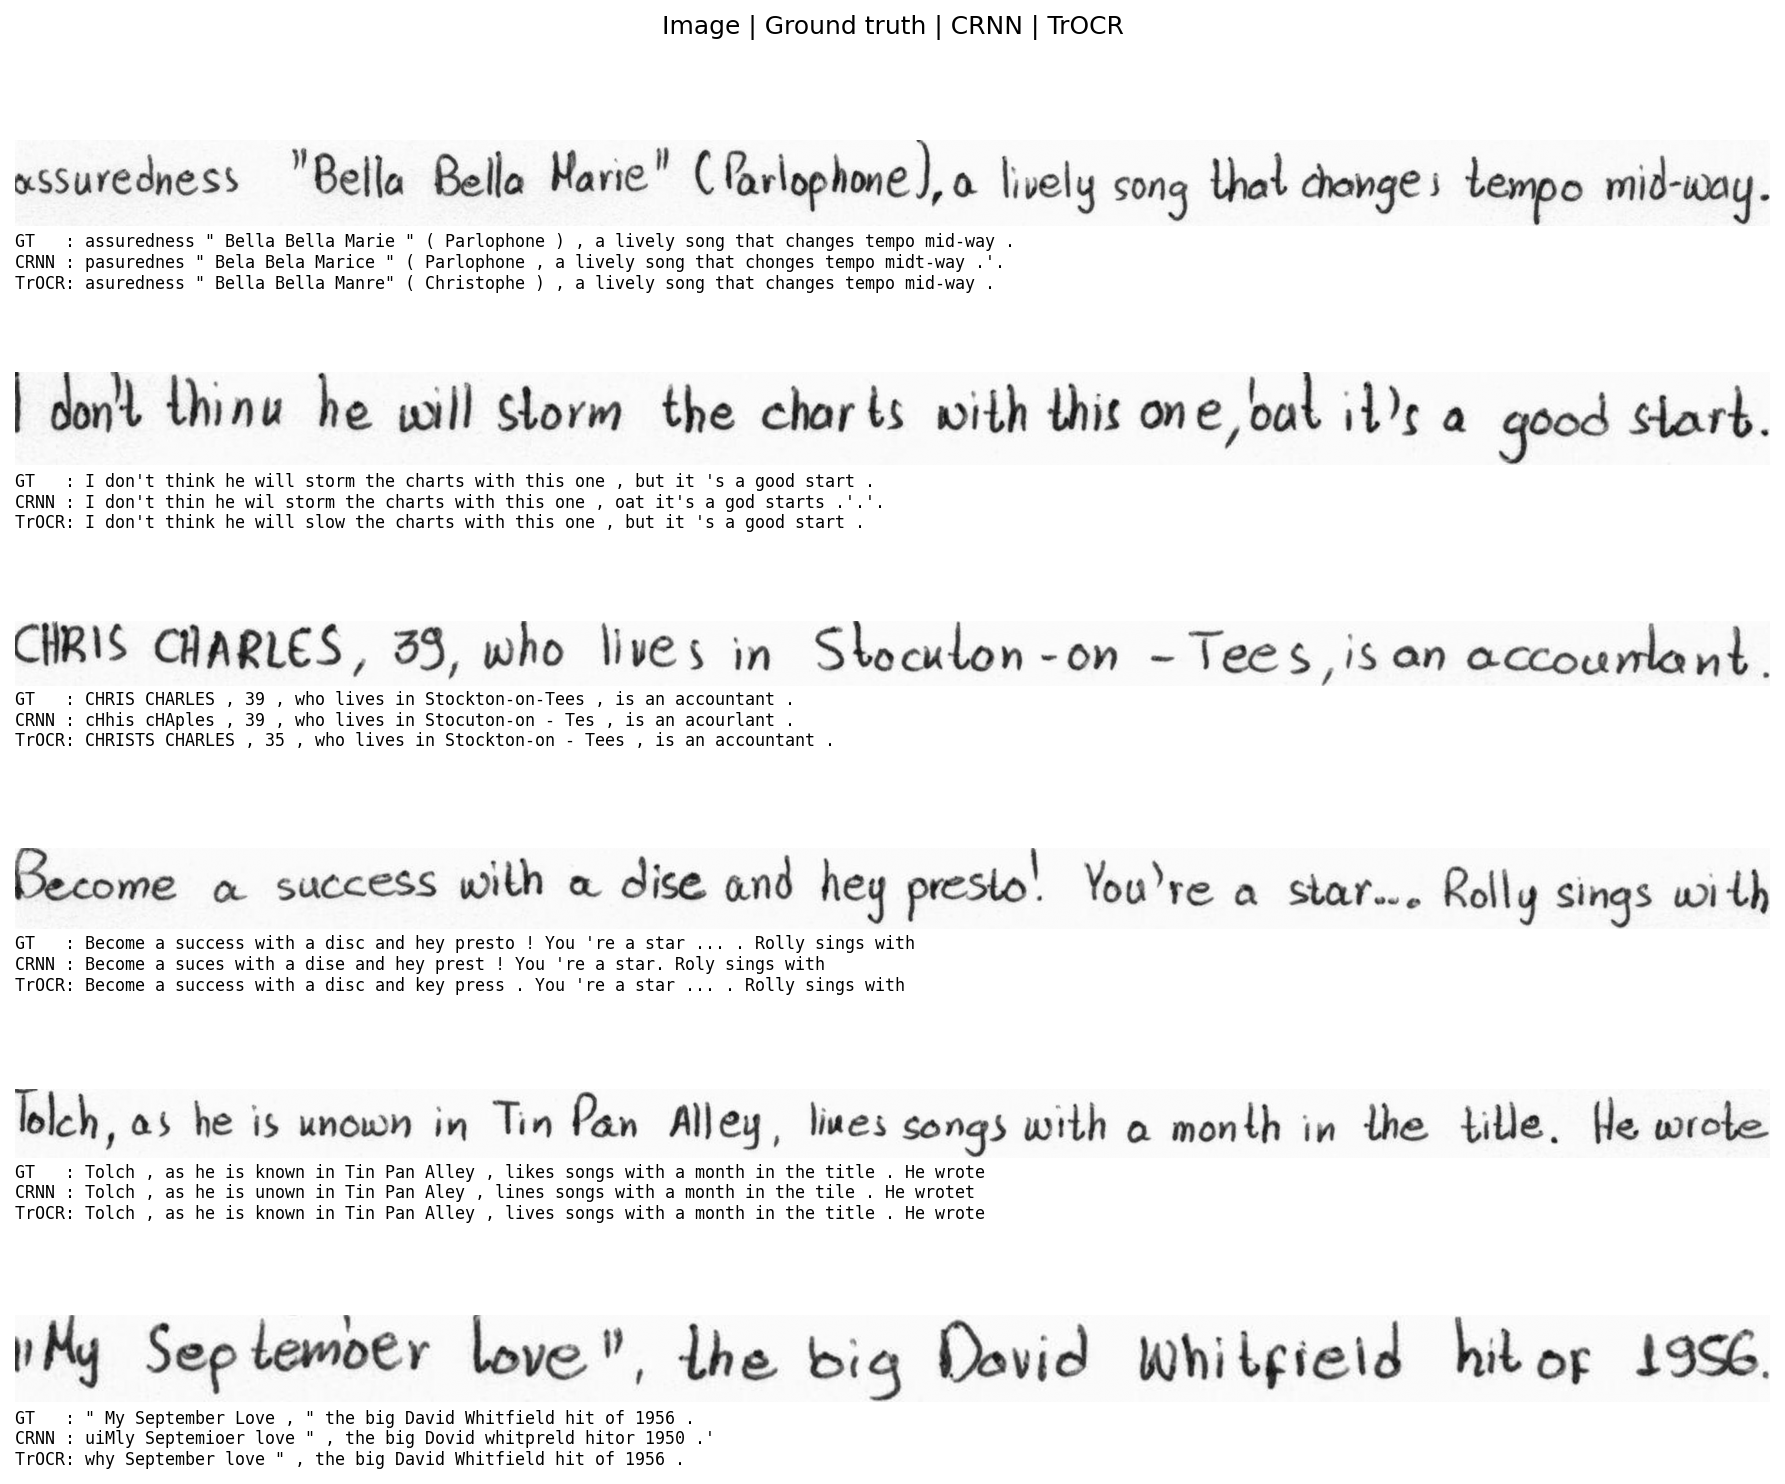 Image | Ground truth | CRNN | TrOCR
assuredness "Bella Bella Marie" (Parlophone), a lively song that changes tempo mid-way.
GT   : assuredness " Bella Bella Marie " ( Parlophone ) , a lively song that changes tempo mid-way .
CRNN : pasurednes " Bela Bela Marice " ( Parlophone , a lively song that chonges tempo midt-way .'.
TrOCR: asuredness " Bella Bella Manre" ( Christophe ) , a lively song that changes tempo mid-way .
I don't thinu he will storm the charts with this one, but it's a good start.
GT   : I don't think he will storm the charts with this one , but it 's a good start .
CRNN : I don't thin he wil storm the charts with this one , oat it's a god starts .'.'.
TrOCR: I don't think he will slow the charts with this one , but it 's a good start .
CHRIS CHARLES, 39, who lives in Stocuton-on - Tees, is an accountant.
GT   : CHRIS CHARLES , 39 , who lives in Stockton-on-Tees , is an accountant .
CRNN : cHhis cHAples , 39 , who lives in Stocuton-on - Tes , is an acourlant .
TrOCR: CHRISTS CHARLES , 35 , who lives in Stockton-on - Tees , is an accountant .
Become a success with a disc and hey presto! You're a star.... Rolly sings with
GT   : Become a success with a disc and hey presto ! You 're a star ... . Rolly sings with
CRNN : Become a suces with a dise and hey prest ! You 're a star. Roly sings with
TrOCR: Become a success with a disc and key press . You 're a star ... . Rolly sings with
Tolch, as he is unown in Tin Pan Alley, liues songs with a month in the title. He wrote
GT   : Tolch , as he is known in Tin Pan Alley , likes songs with a month in the title . He wrote
CRNN : Tolch , as he is unown in Tin Pan Aley , lines songs with a month in the tile . He wrotet
TrOCR: Tolch , as he is known in Tin Pan Alley , lives songs with a month in the title . He wrote
"My September love", the big David Whitfield hit of 1956.
GT   : " My September Love , " the big David Whitfield hit of 1956 .
CRNN : uiMly Septemioer love " , the big Dovid whitpreld hitor 1950 .'
TrOCR: why September love " , the big David Whitfield hit of 1956 .